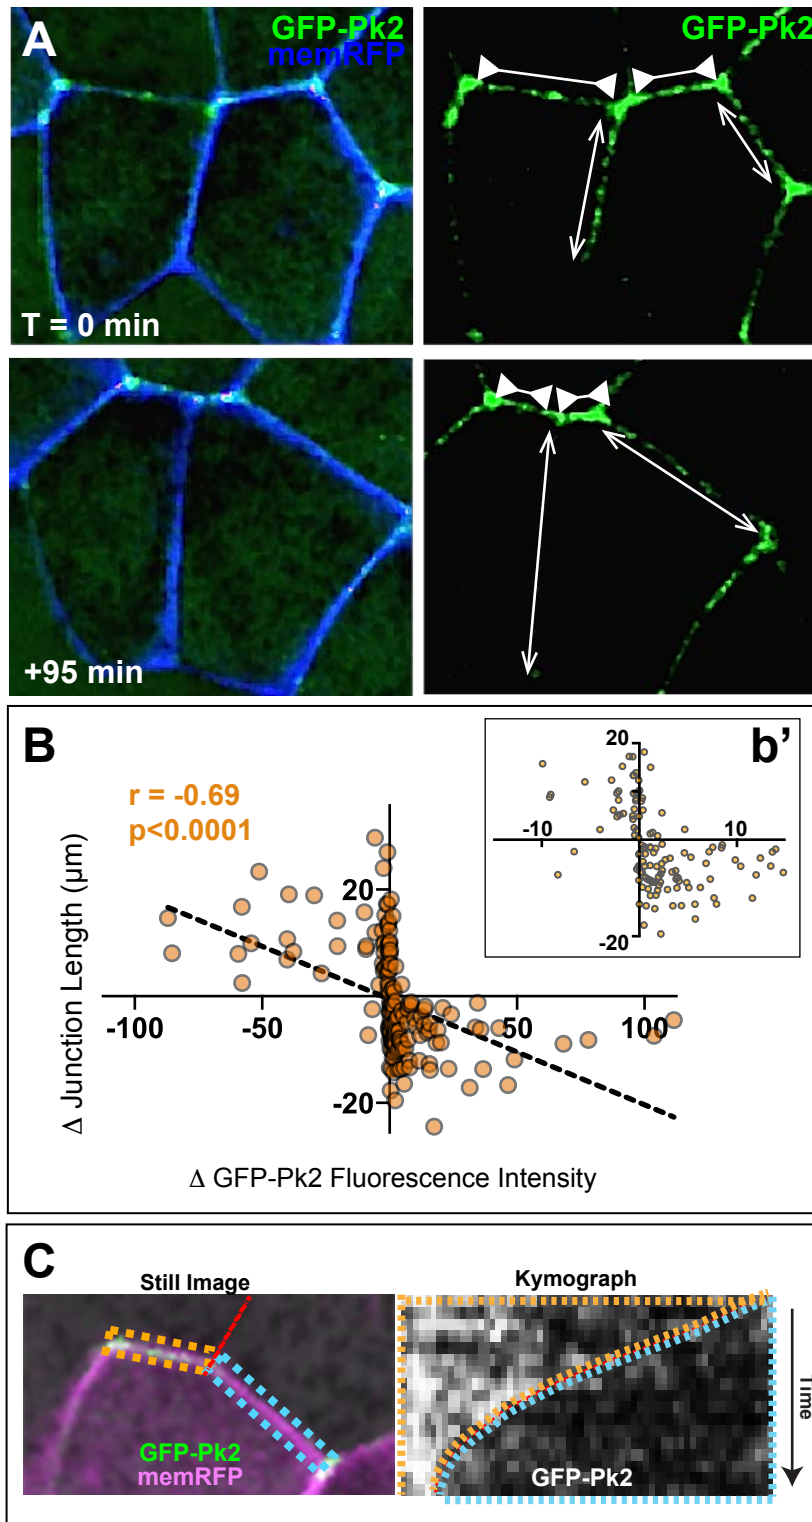 A
GFP-Pk2
memRFP
GFP-Pk2
T = 0 min
+95 min
B
b’
r = -0.69
p<0.0001
20
-10
10
-20
Δ Junction Length (µm)
20
-100
-50
50
100
-20
Δ GFP-Pk2 Fluorescence Intensity
C
Still Image
Kymograph
GFP-Pk2
memRFP
GFP-Pk2
Time